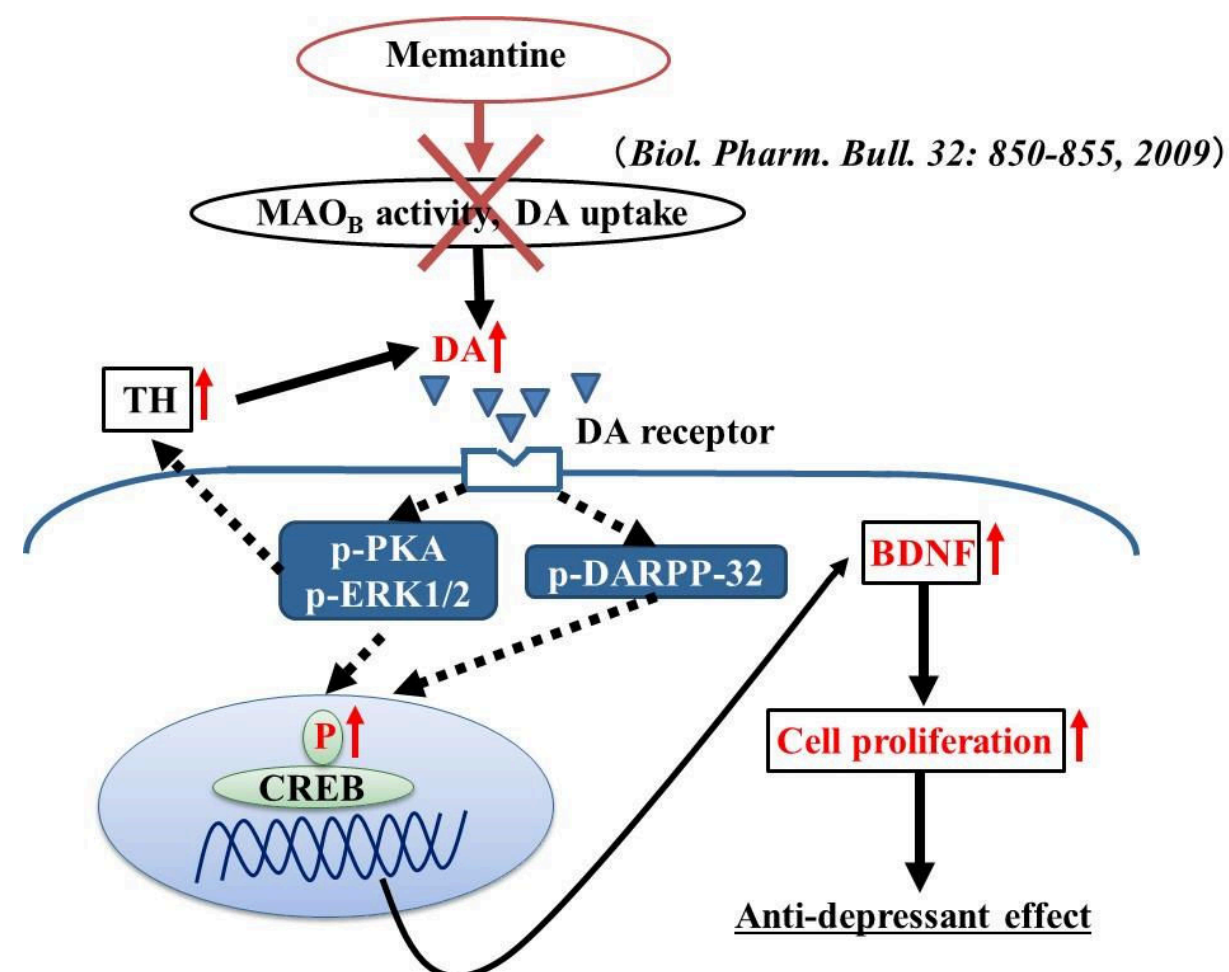 Memantine
（Biol. Pharm. Bull. 32: 850-855, 2009）
MAOB activity, DA uptake
DA
TH
DA receptor
p-PKA
p-ERK1/2
p-DARPP-32
BDNF
P
CREB
Cell proliferation
Anti-depressant effect